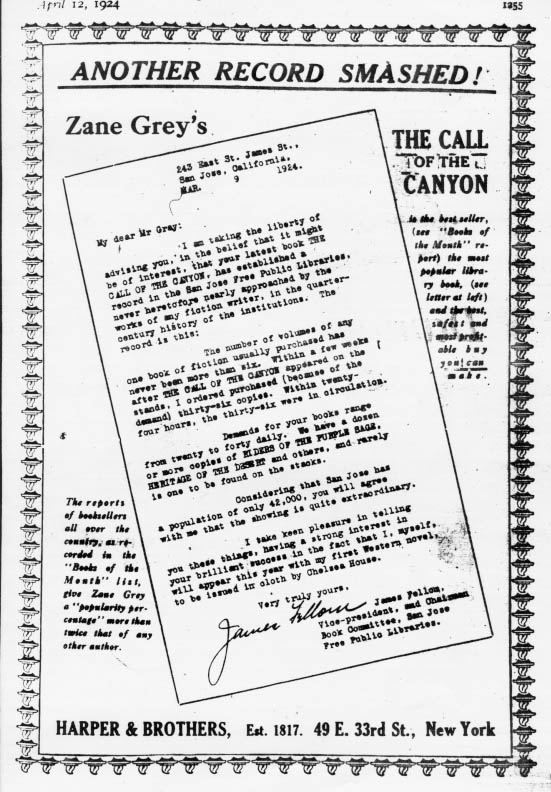 April 12, 1924
1255
ANOTHER RECORD SMASHED!
Zane Grey's
THE CALL
OF THE
CANYON
243 East St. James St.,
San Jose, California,
MAR. 9 1924.
My dear Mr Gray:
I am taking the liberty of
advising you, in the belief that it might
be of interest, that your latest book THE
CALL OF THE CANYON, has established a
record in the San Jose Free Public Libraries,
never heretofore nearly approached by the
works of any fiction writer, in the quarter-
century history of the institutions. The
record is this:
The number of volumes of any
one book of fiction usually purchased has
never been more than six. Within a few weeks
after THE CALL OF THE CANYON appeared on the
stands, I ordered purchased (because of the
demand) thirty-six copies. Within twenty-
four hours, the thirty-six were in circulation.
Demands for your books range
from twenty to forty daily. We have a dozen
or more copies of RIDERS OF THE PURPLE SAGE,
HERITAGE OF THE DESERT and others, and rarely
is one to be found on the stacks.
Considering that San Jose has
a population of only 42,000, you will agree
with me that the showing is quite extraordinary.
I take keen pleasure in telling
you these things, having a strong interest in
your brilliant success in the fact that I, myself,
will appear this year with my first Western novel,
to be issued in cloth by Chelsea House.
Very truly yours,
James Fellom
James Fellom,
Vice-president, and Chairman
Book Committee, San Jose
Free Public Libraries.
is the best seller,
(see "Books of
the Month" re-
port) the most
popular libra-
ry book, (see
letter at left)
and the best,
safest and
most profit-
able buy
you can
make.
The reports
of booksellers
all over the
country, as re-
corded in the
"Books of the
Month" list,
give Zane Grey
a "popularity per-
centage" more than
twice that of any
other author.
HARPER & BROTHERS, Est. 1817. 49 E. 33rd St., New York